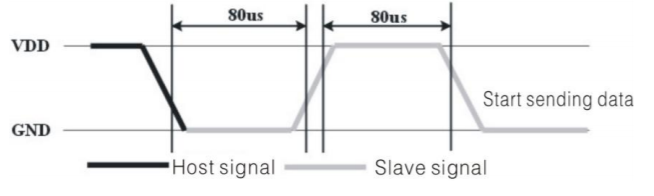 80us 80us
VDD
Start sending data
GND
Host signal Slave signal